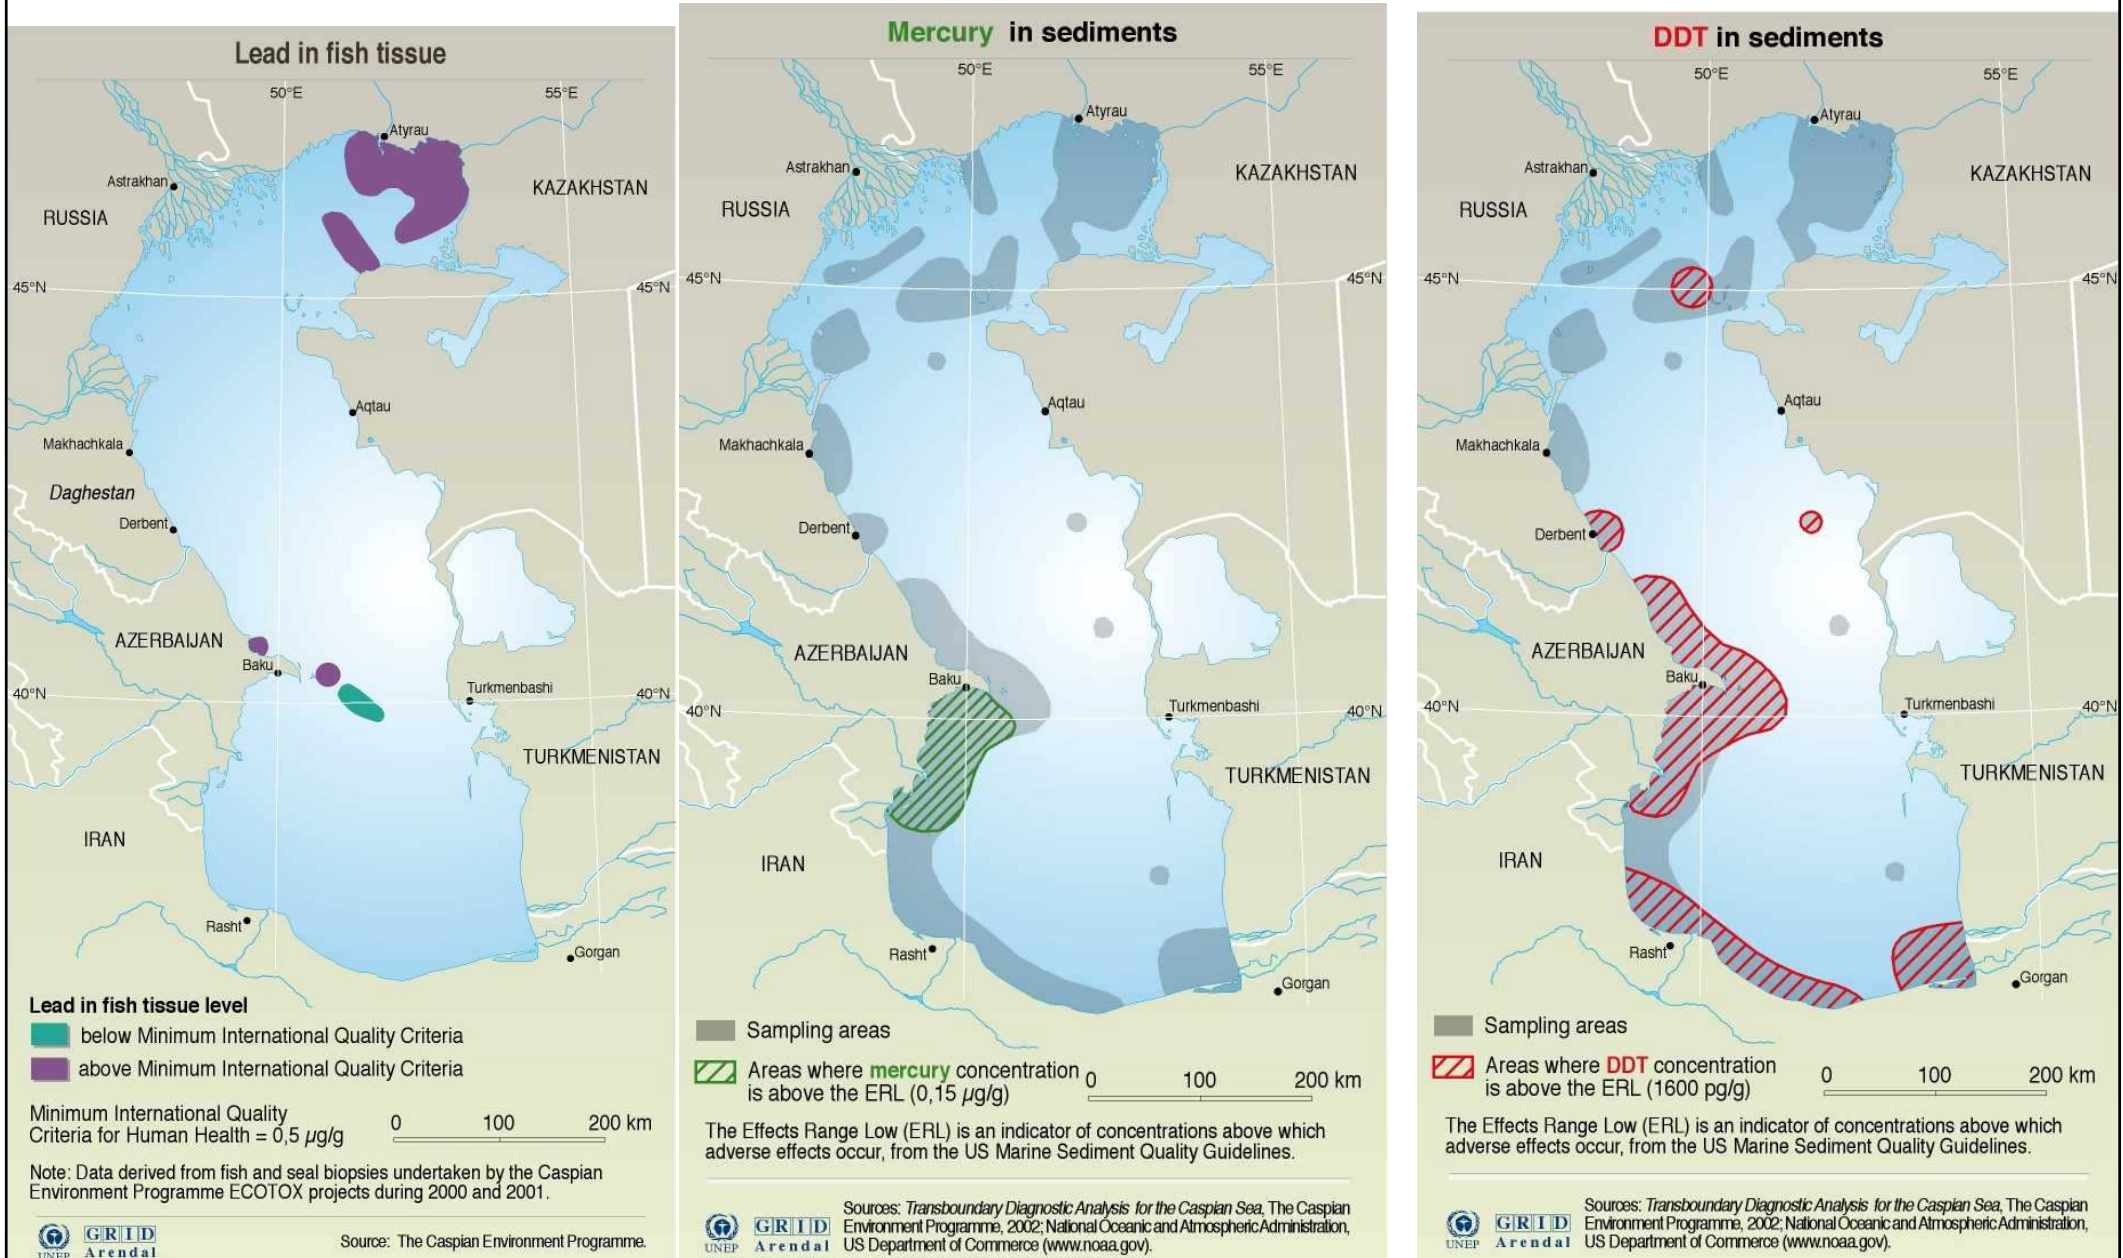 Lead in fish tissue
50°E
55°E
Atyrau
Astrakhan
KAZAKHSTAN
RUSSIA
45°N
45°N
Aqtau
Makhachkala
Daghestan
Derbent
AZERBAIJAN
Baku
40°N
Turkmenbashi
40°N
TURKMENISTAN
IRAN
Rasht
Gorgan
Lead in fish tissue level
below Minimum International Quality Criteria
above Minimum International Quality Criteria
Minimum International Quality
Criteria for Human Health = 0,5 µg/g
0 100 200 km
Note: Data derived from fish and seal biopsies undertaken by the Caspian
Environment Programme ECOTOX projects during 2000 and 2001.
UNEP
GRID
Arendal
Source: The Caspian Environment Programme.
Mercury in sediments
50°E
55°E
Atyrau
Astrakhan
KAZAKHSTAN
RUSSIA
45°N
45°N
Aqtau
Makhachkala
Derbent
AZERBAIJAN
Baku
40°N
Turkmenbashi
40°N
TURKMENISTAN
IRAN
Rasht
Gorgan
Sampling areas
Areas where mercury concentration
is above the ERL (0,15 µg/g)
0 100 200 km
The Effects Range Low (ERL) is an indicator of concentrations above which
adverse effects occur, from the US Marine Sediment Quality Guidelines.
UNEP
GRID
Arendal
Sources: Transboundary Diagnostic Analysis for the Caspian Sea, The Caspian
Environment Programme, 2002; National Oceanic and Atmospheric Administration,
US Department of Commerce (www.noaa.gov).
DDT in sediments
50°E
55°E
Atyrau
Astrakhan
KAZAKHSTAN
RUSSIA
45°N
45°N
Aqtau
Makhachkala
Derbent
AZERBAIJAN
Baku
40°N
Turkmenbashi
40°N
TURKMENISTAN
IRAN
Rasht
Gorgan
Sampling areas
Areas where DDT concentration
is above the ERL (1600 pg/g)
0 100 200 km
The Effects Range Low (ERL) is an indicator of concentrations above which
adverse effects occur, from the US Marine Sediment Quality Guidelines.
UNEP
GRID
Arendal
Sources: Transboundary Diagnostic Analysis for the Caspian Sea, The Caspian
Environment Programme, 2002; National Oceanic and Atmospheric Administration,
US Department of Commerce (www.noaa.gov).